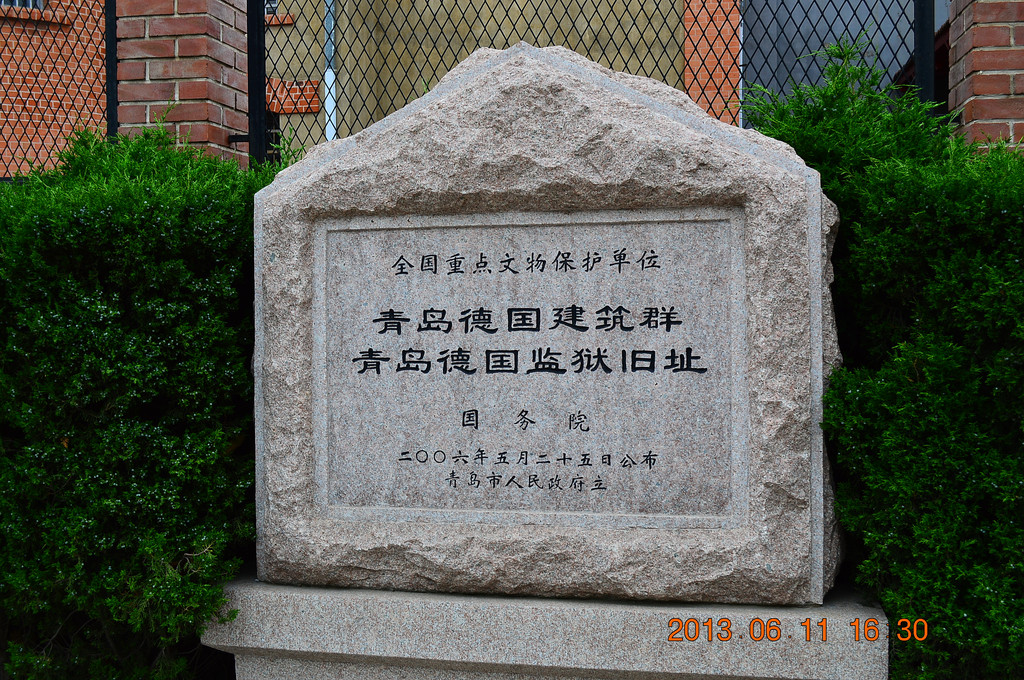 全国重点文物保护单位
青岛德国建筑群
青岛德国监狱旧址
国务院
二〇〇六年五月二十五日公布
青岛市人民政府立
2013.06.11 16 30